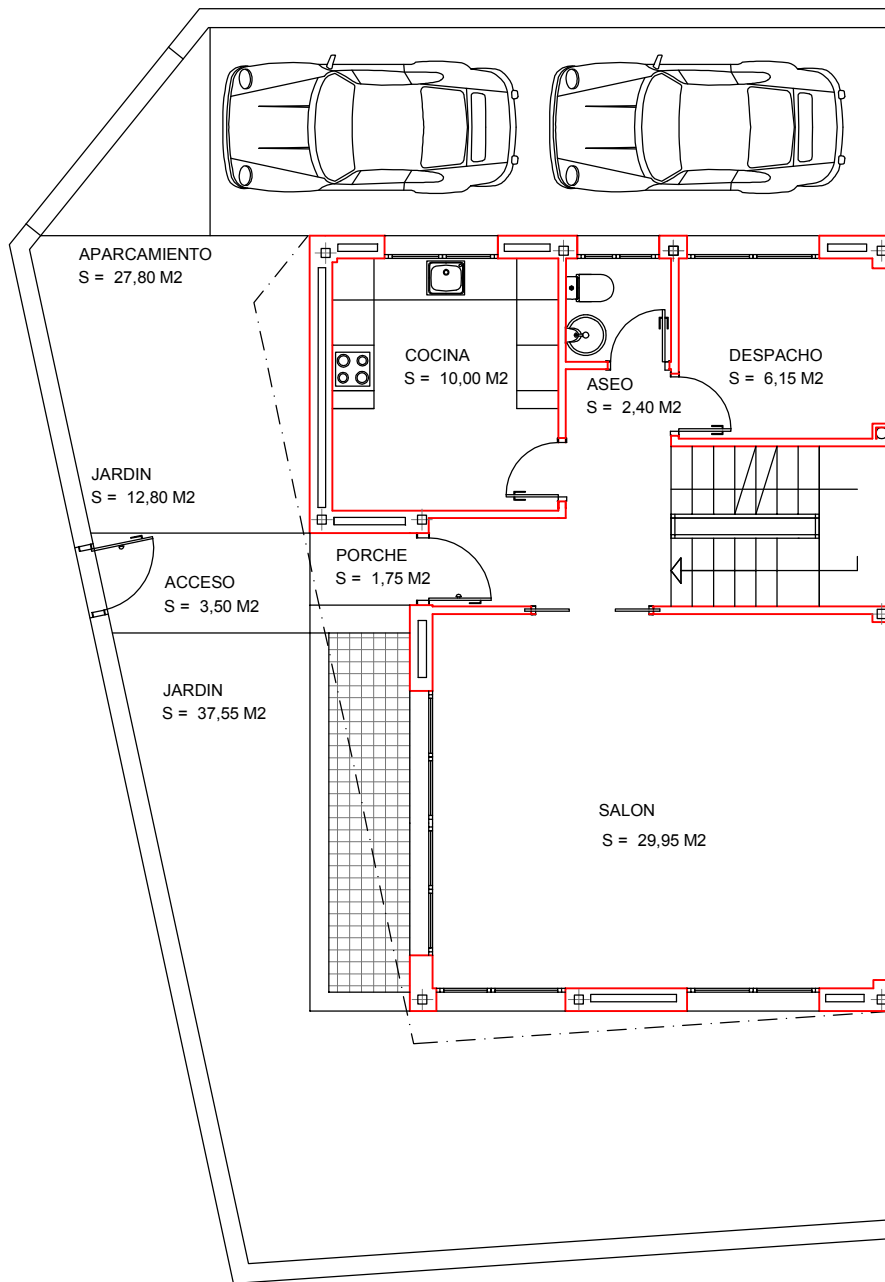 APARCAMIENTO
S = 27,80 M2
COCINA
S = 10,00 M2
DESPACHO
S = 6,15 M2
ASEO
S = 2,40 M2
JARDIN
S = 12,80 M2
PORCHE
S = 1,75 M2
ACCESO
S = 3,50 M2
JARDIN
S = 37,55 M2
SALON
S = 29,95 M2